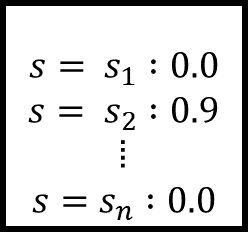 s = s₁ : 0.0
s = s₂ : 0.9
⋮
s = sₙ : 0.0